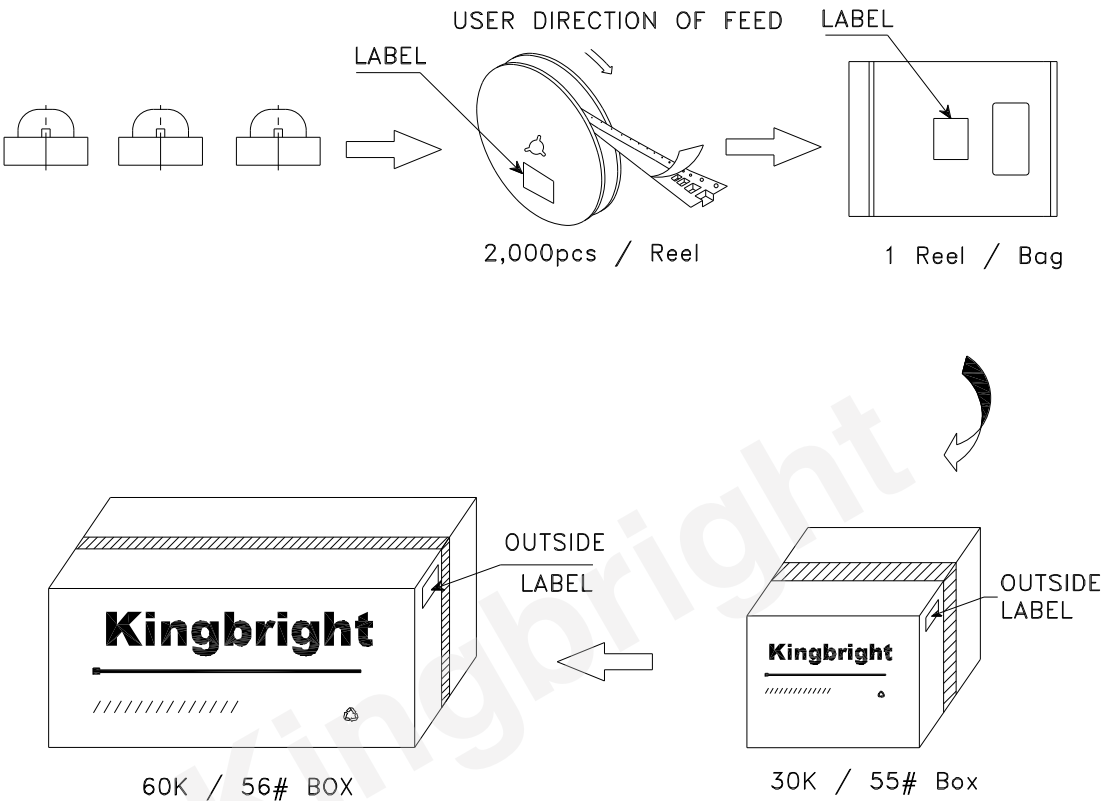 USER DIRECTION OF FEED
LABEL
LABEL
2,000pcs / Reel
1 Reel / Bag
OUTSIDE
LABEL
Kingbright
60K / 56# BOX
OUTSIDE
LABEL
Kingbright
30K / 55# Box
Kingbright